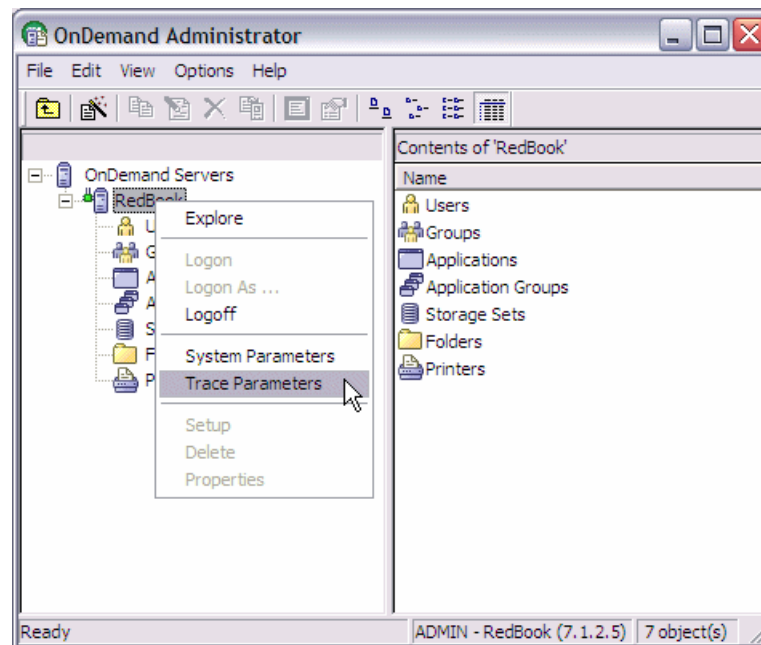 OnDemand Administrator
File Edit View Options Help
Contents of 'RedBook'
OnDemand Servers
Name
RedBook
Users
Groups
Applications
Application Groups
Storage Sets
Folders
Printers
U
G
A
A
S
F
P
Explore
Logon
Logon As ...
Logoff
System Parameters
Trace Parameters
Setup
Delete
Properties
Ready
ADMIN - RedBook (7.1.2.5)
7 object(s)